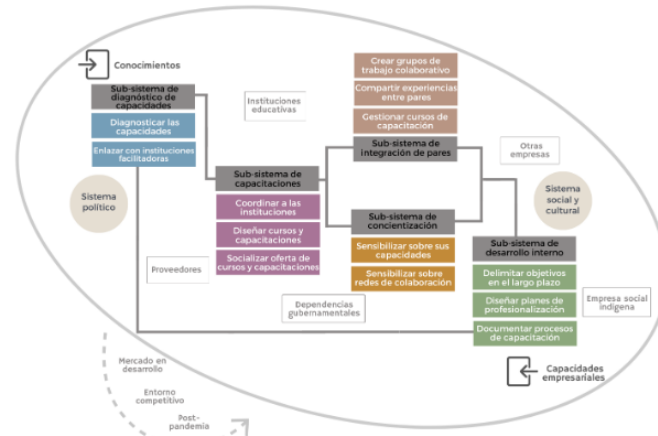 Conocimientos
Sub-sistema de
diagnóstico de
capacidades
Diagnosticar las
capacidades
Enlazar con instituciones
facilitadoras
Sistema
político
Instituciones
educativas
Crear grupos de
trabajo colaborativo
Compartir experiencias
entre pares
Gestionar cursos de
capacitación
Sub-sistema de
integración de pares
Otras
empresas
Sub-sistema de
capacitaciones
Coordinar a las
instituciones
Diseñar cursos y
capacitaciones
Socializar oferta de
cursos y capacitaciones
Sub-sistema de
concientización
Sensibilizar sobre sus
capacidades
Sensibilizar sobre
redes de colaboración
Sistema
social y
cultural
Sub-sistema de
desarrollo interno
Delimitar objetivos
en el largo plazo
Diseñar planes de
profesionalización
Documentar procesos
de capacitación
Empresa social
indígena
Proveedores
Dependencias
gubernamentales
Capacidades
empresariales
Mercado en
desarrollo
Entorno
competitivo
Post-
pandemia